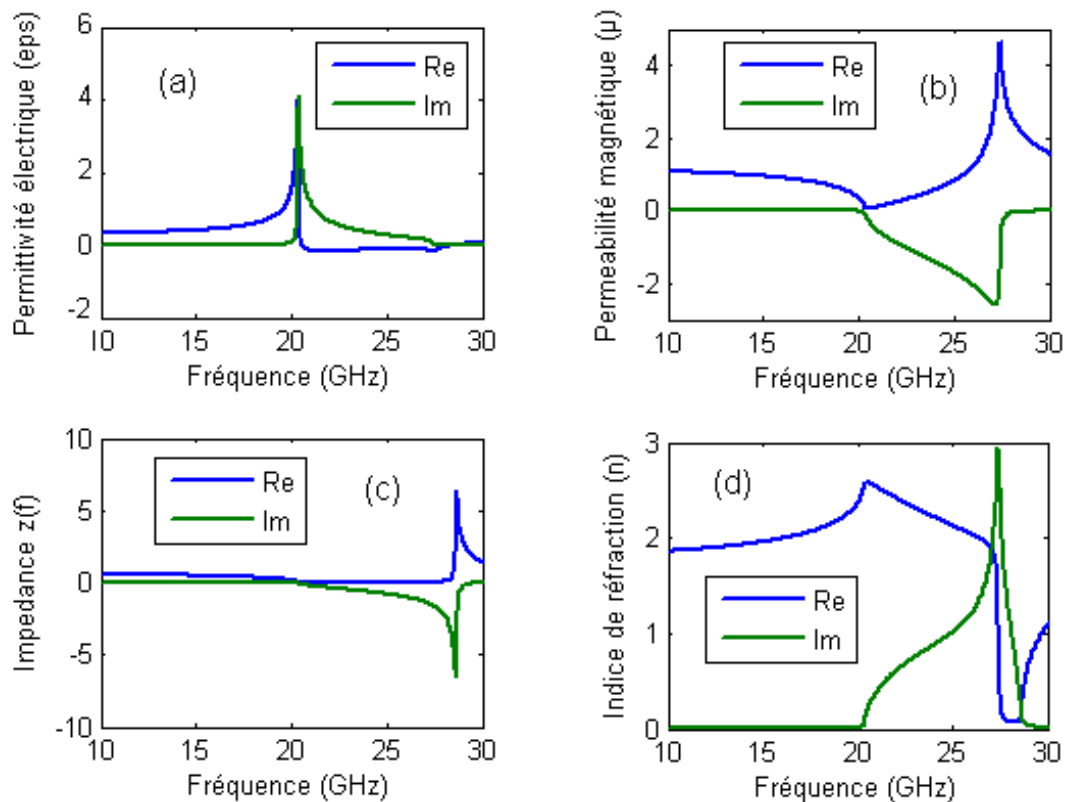 Permittivité électrique (eps)
6
4
2
0
-2
(a)
Re
Im
10
15
20
25
30
Fréquence (GHz)
Permeabilité magnétique (µ)
4
2
0
-2
Re
Im
(b)
10
15
20
25
30
Fréquence (GHz)
Impedance z(f)
10
5
0
-5
-10
Re
Im
(c)
10
15
20
25
30
Fréquence (GHz)
Indice de réfraction (n)
3
2
1
0
(d)
Re
Im
10
15
20
25
30
Fréquence (GHz)